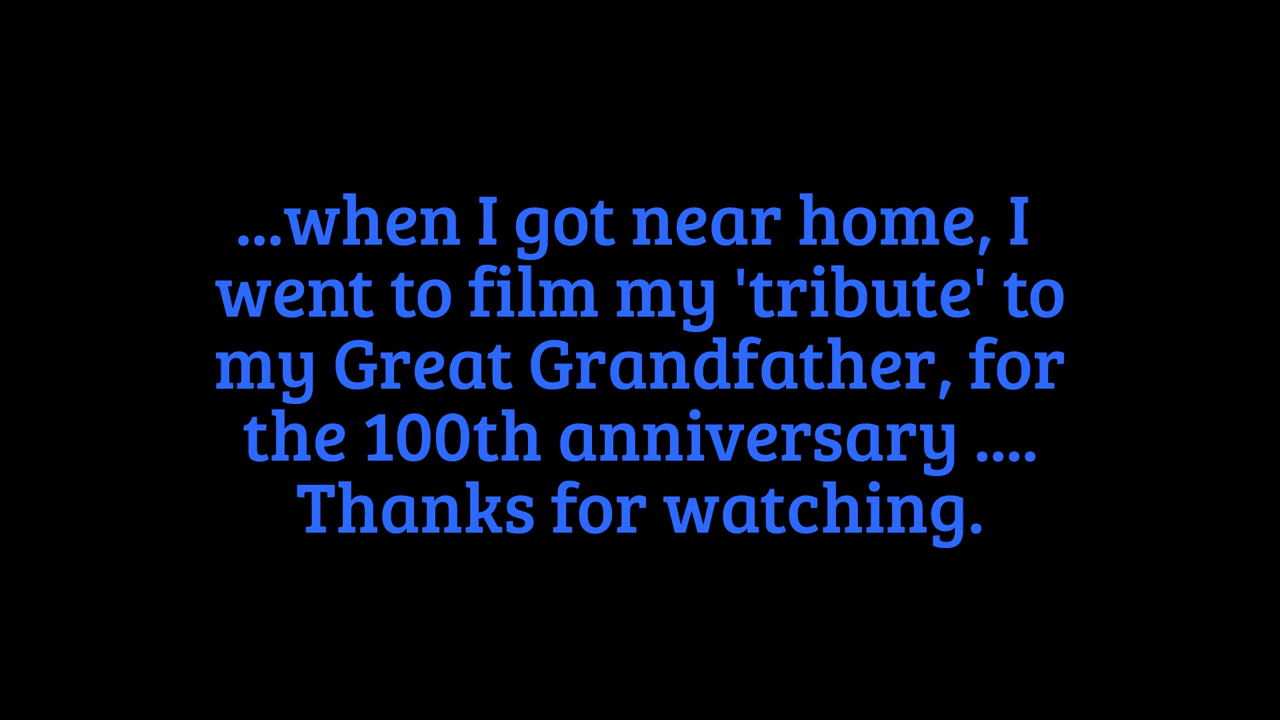 ...when I got near home, I
went to film my 'tribute' to
my Great Grandfather, for
the 100th anniversary ....
Thanks for watching.